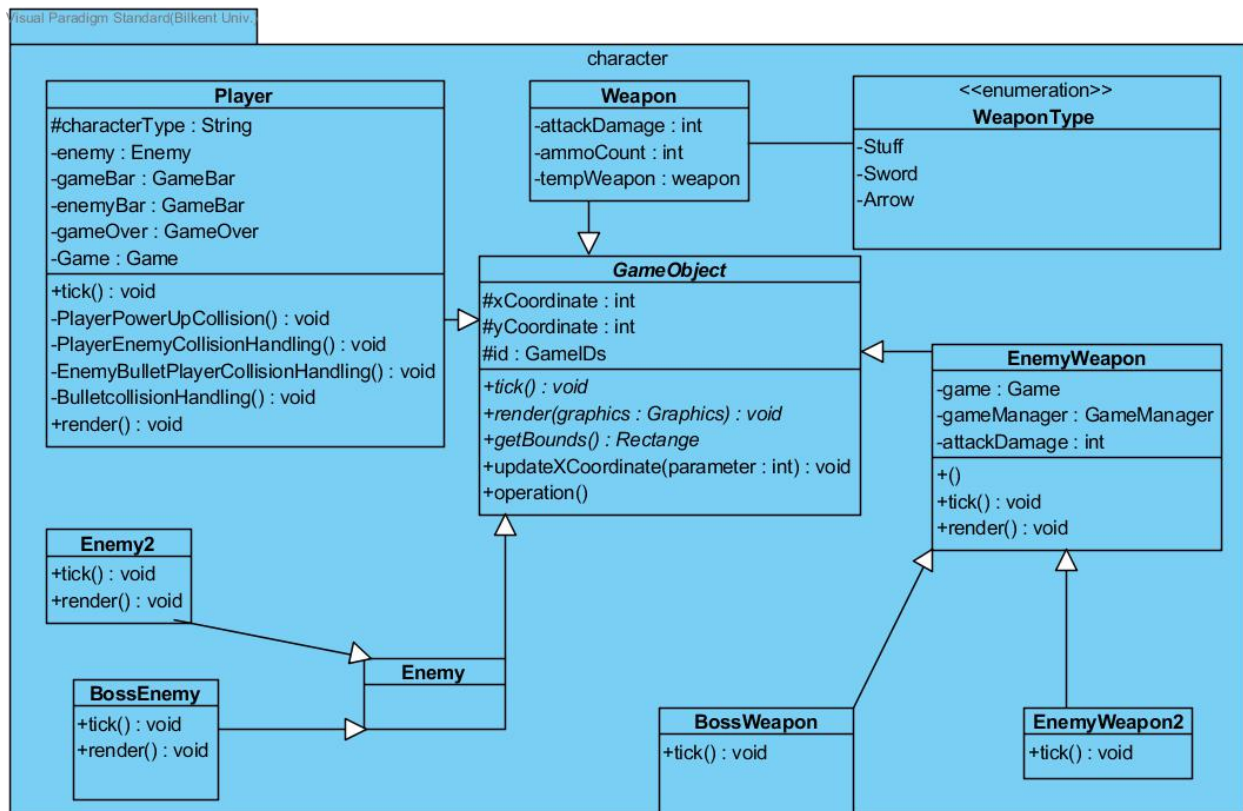 Visual Paradigm Standard(Bilkent Univ.)
character
Player
#characterType : String
-enemy : Enemy
-gameBar : GameBar
-enemyBar : GameBar
-gameOver : GameOver
-Game : Game
+tick() : void
-PlayerPowerUpCollision() : void
-PlayerEnemyCollisionHandling() : void
-EnemyBulletPlayerCollisionHandling() : void
-BulletcollisionHandling() : void
+render() : void
Weapon
-attackDamage : int
-ammoCount : int
-tempWeapon : weapon
<<enumeration>>
WeaponType
-Stuff
-Sword
-Arrow
GameObject
#xCoordinate : int
#yCoordinate : int
#id : GameIDs
+tick() : void
+render(graphics : Graphics) : void
+getBounds() : Rectange
+updateXCoordinate(parameter : int) : void
+operation()
EnemyWeapon
-game : Game
-gameManager : GameManager
-attackDamage : int
+()
+tick() : void
+render() : void
Enemy2
+tick() : void
+render() : void
Enemy
BossEnemy
+tick() : void
+render() : void
BossWeapon
+tick() : void
EnemyWeapon2
+tick() : void